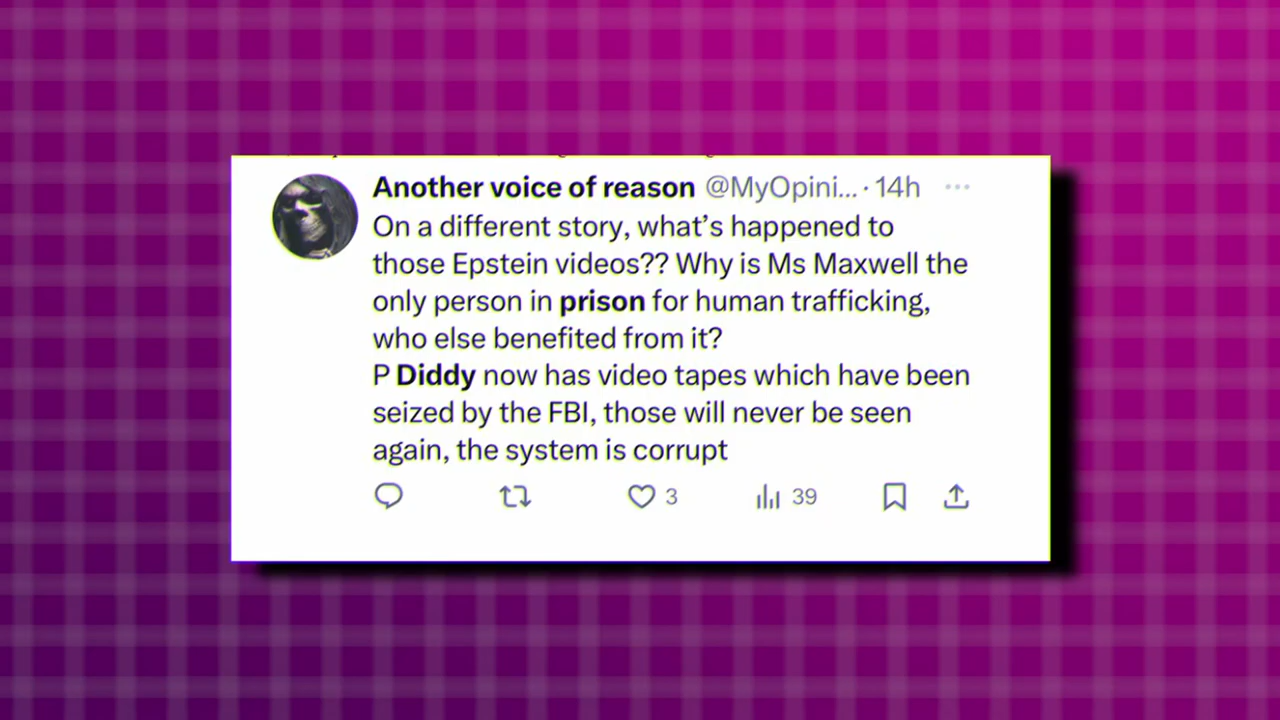 Another voice of reason @MyOpini... · 14h
On a different story, what's happened to
those Epstein videos?? Why is Ms Maxwell the
only person in prison for human trafficking,
who else benefited from it?
P Diddy now has video tapes which have been
seized by the FBI, those will never be seen
again, the system is corrupt
3 39